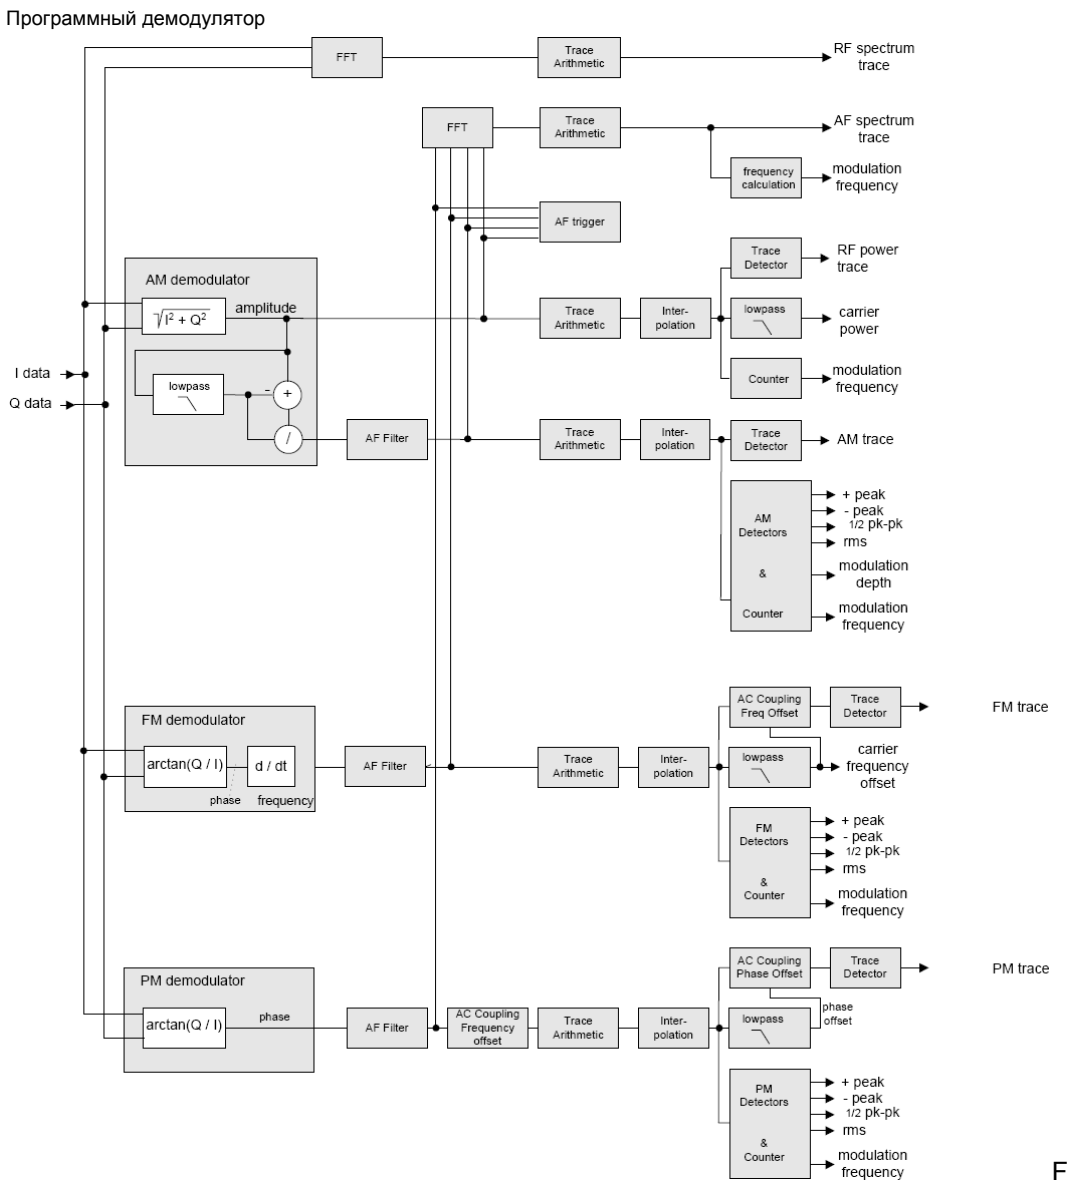 Программный демодулятор
FFT
Trace
Arithmetic
RF spectrum
trace
FFT
Trace
Arithmetic
AF spectrum
trace
frequency
calculation
modulation
frequency
AF trigger
Trace
Detector
RF power
trace
AM demodulator
√I² + Q²
amplitude
Trace
Arithmetic
Inter-
polation
lowpass
carrier
power
I data
Q data
lowpass
-
+
/
Counter
modulation
frequency
AF Filter
Trace
Arithmetic
Inter-
polation
Trace
Detector
AM trace
AM
Detectors
&
Counter
+ peak
- peak
1/2 pk-pk
rms
modulation
depth
modulation
frequency
FM demodulator
arctan(Q / I)
d / dt
phase
frequency
AF Filter
Trace
Arithmetic
Inter-
polation
AC Coupling
Freq Offset
Trace
Detector
FM trace
lowpass
carrier
frequency
offset
FM
Detectors
&
Counter
+ peak
- peak
1/2 pk-pk
rms
modulation
frequency
PM demodulator
arctan(Q / I)
phase
AF Filter
AC Coupling
Frequency
offset
Trace
Arithmetic
Inter-
polation
AC Coupling
Phase Offset
Trace
Detector
PM trace
lowpass
phase
offset
PM
Detectors
&
Counter
+ peak
- peak
1/2 pk-pk
rms
modulation
frequency
F